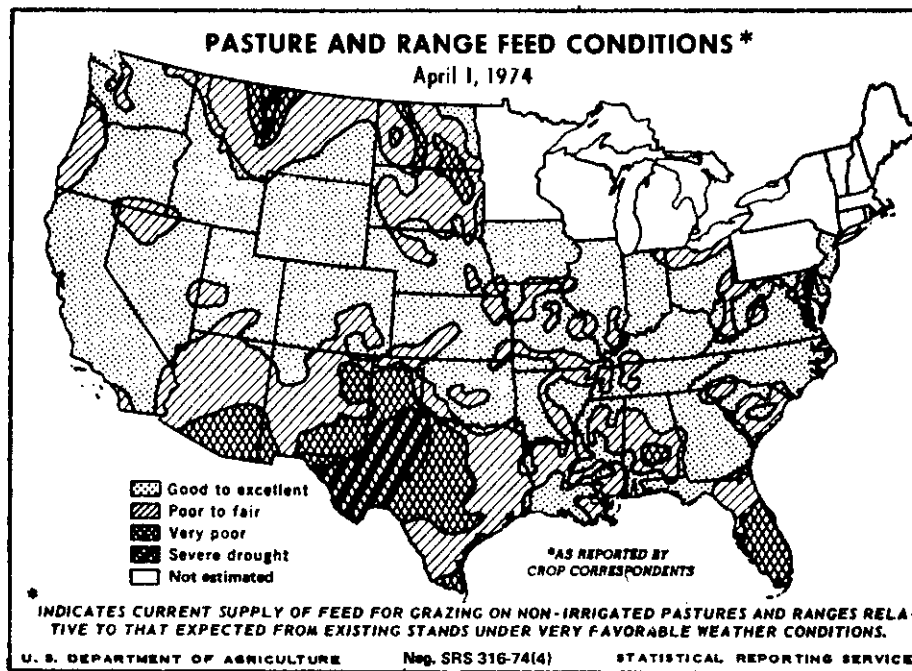 PASTURE AND RANGE FEED CONDITIONS*
April 1, 1974
Good to excellent
Poor to fair
Very poor
Severe drought
Not estimated
*AS REPORTED BY
CROP CORRESPONDENTS
* INDICATES CURRENT SUPPLY OF FEED FOR GRAZING ON NON-IRRIGATED PASTURES AND RANGES RELA-
TIVE TO THAT EXPECTED FROM EXISTING STANDS UNDER VERY FAVORABLE WEATHER CONDITIONS.
U. S. DEPARTMENT OF AGRICULTURE Neg. SRS 316-74(4) STATISTICAL REPORTING SERVICE